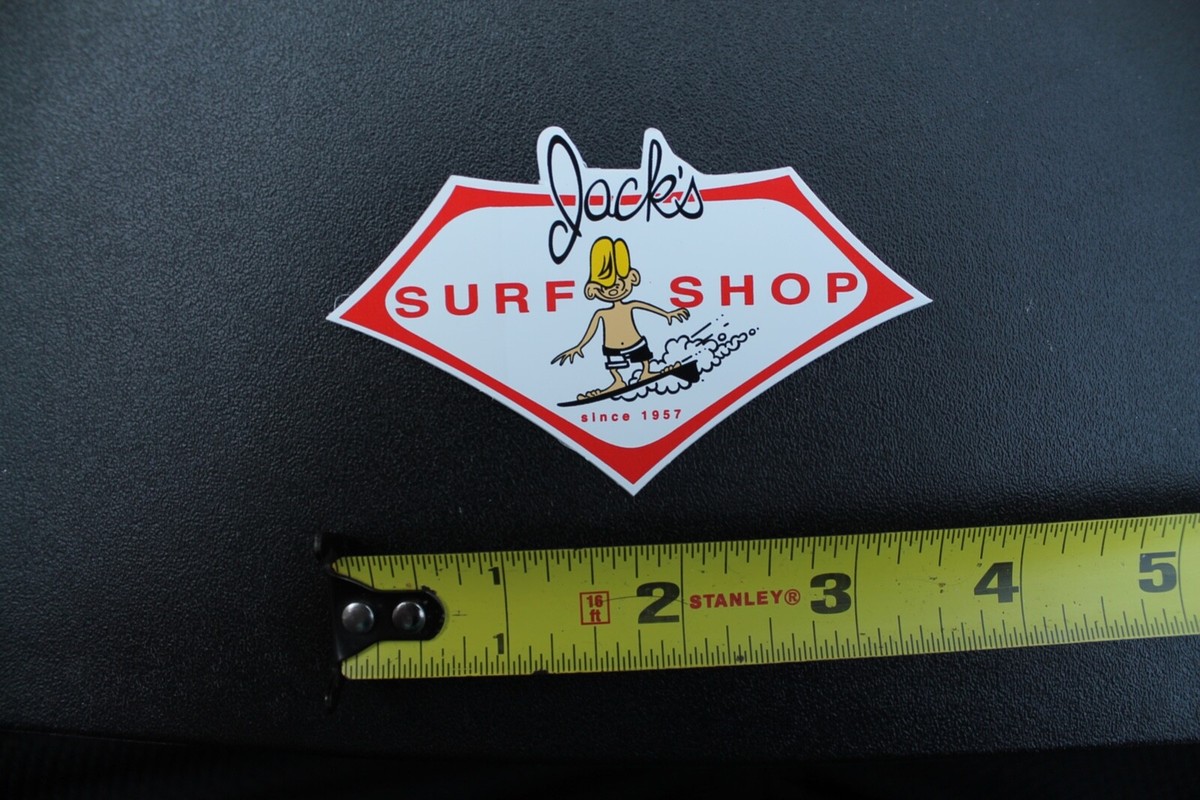 Jack's
SURF SHOP
since 1957
1 16 ft 2 STANLEY® 3 4 5
1